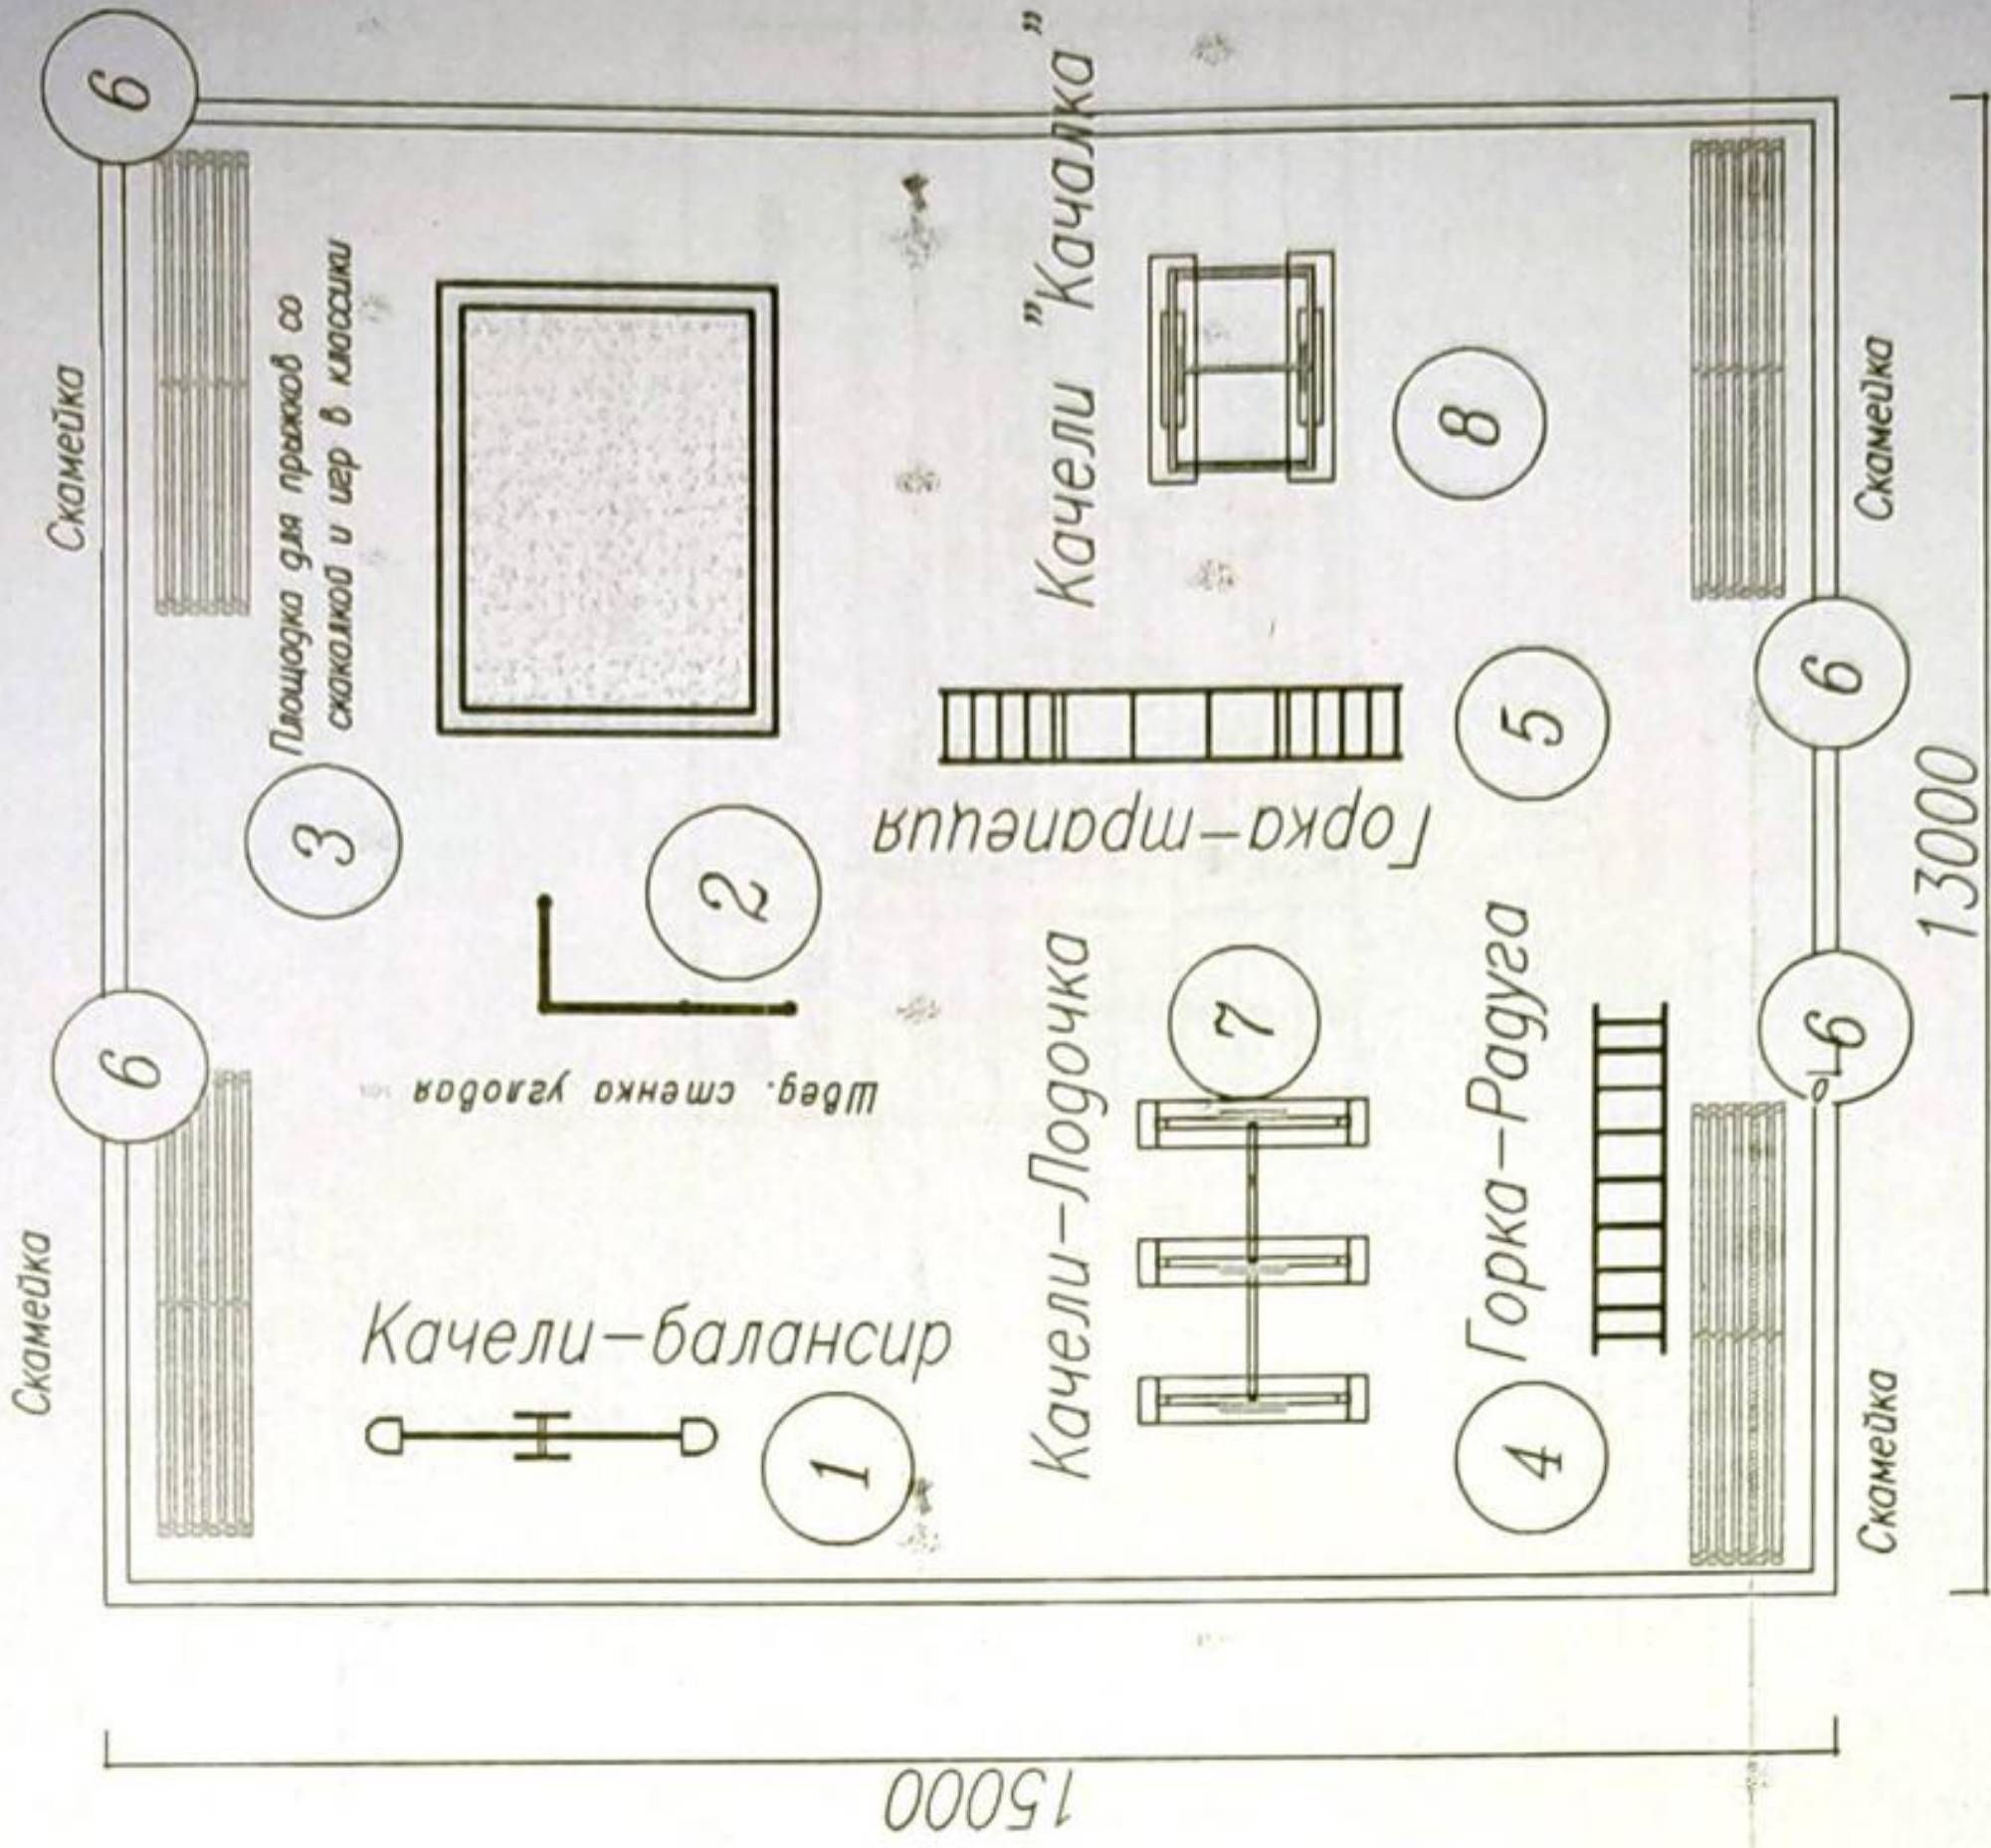 Скамейка
6
Скамейка
6
3
Площадка для прыжков со
скакалкой и игр в классики
Швед. стенка угловая
2
Качели-балансир
1
Качели "Качалка"
8
Горка-трапеция
5
Качели-Лодочка
7
Горка-Радуга
4
6
6
Скамейка
Скамейка
13000
15000